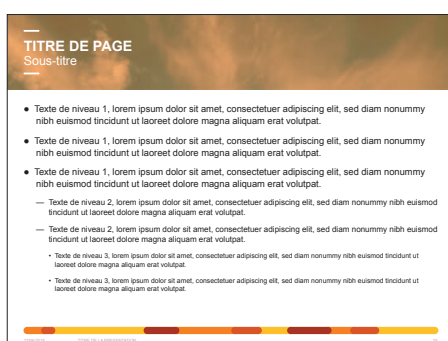 TITRE DE PAGE
Sous-titre
● Texte de niveau 1, lorem ipsum dolor sit amet, consectetuer adipiscing elit, sed diam nonummy
nibh euismod tincidunt ut laoreet dolore magna aliquam erat volutpat.
● Texte de niveau 1, lorem ipsum dolor sit amet, consectetuer adipiscing elit, sed diam nonummy
nibh euismod tincidunt ut laoreet dolore magna aliquam erat volutpat.
● Texte de niveau 1, lorem ipsum dolor sit amet, consectetuer adipiscing elit, sed diam nonummy
nibh euismod tincidunt ut laoreet dolore magna aliquam erat volutpat.
— Texte de niveau 2, lorem ipsum dolor sit amet, consectetuer adipiscing elit, sed diam nonummy nibh euismod
tincidunt ut laoreet dolore magna aliquam erat volutpat.
— Texte de niveau 2, lorem ipsum dolor sit amet, consectetuer adipiscing elit, sed diam nonummy nibh euismod
tincidunt ut laoreet dolore magna aliquam erat volutpat.
• Texte de niveau 3, lorem ipsum dolor sit amet, consectetuer adipiscing elit, sed diam nonummy nibh euismod tincidunt ut
laoreet dolore magna aliquam erat volutpat.
• Texte de niveau 3, lorem ipsum dolor sit amet, consectetuer adipiscing elit, sed diam nonummy nibh euismod tincidunt ut
laoreet dolore magna aliquam erat volutpat.
TITRE DE LA PRÉSENTATION